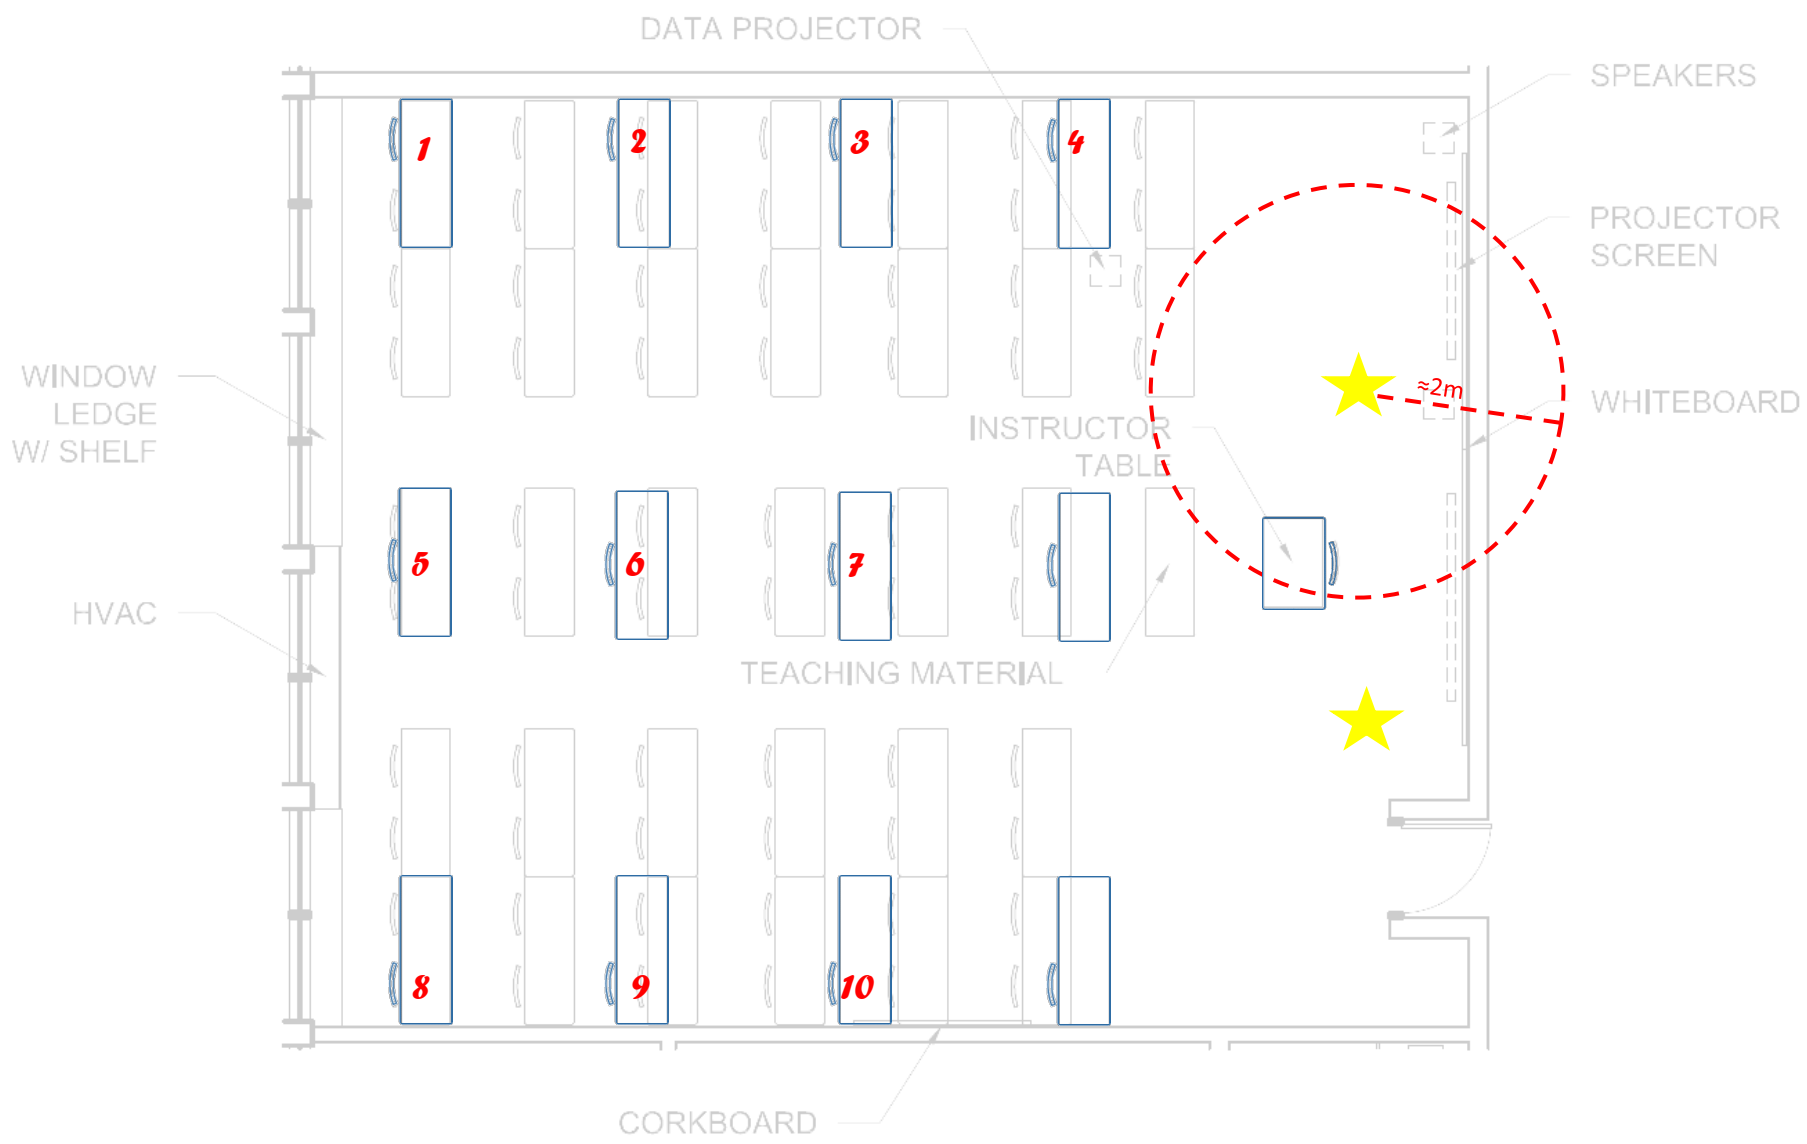 DATA PROJECTOR
SPEAKERS
1
2
3
4
PROJECTOR
SCREEN
WINDOW
LEDGE
W/ SHELF
≈2m
WHITEBOARD
INSTRUCTOR
TABLE
5
6
7
HVAC
TEACHING MATERIAL
8
9
10
CORKBOARD